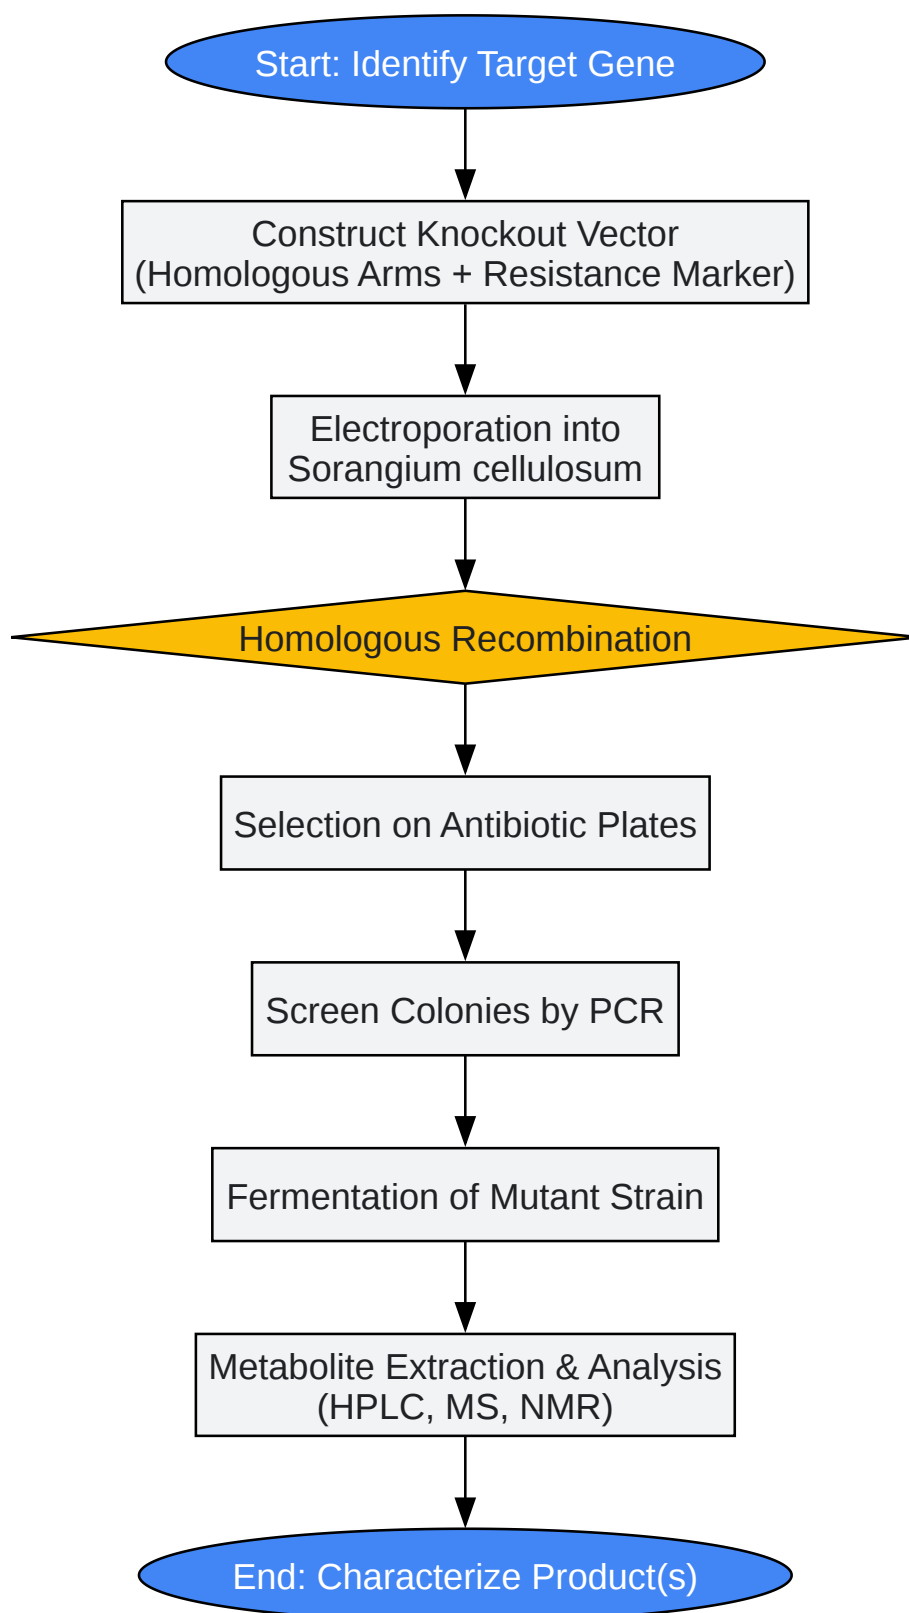 Start: Identify Target Gene
Construct Knockout Vector
(Homologous Arms + Resistance Marker)
Electroporation into
Sorangium cellulosum
Homologous Recombination
Selection on Antibiotic Plates
Screen Colonies by PCR
Fermentation of Mutant Strain
Metabolite Extraction & Analysis
(HPLC, MS, NMR)
End: Characterize Product(s)